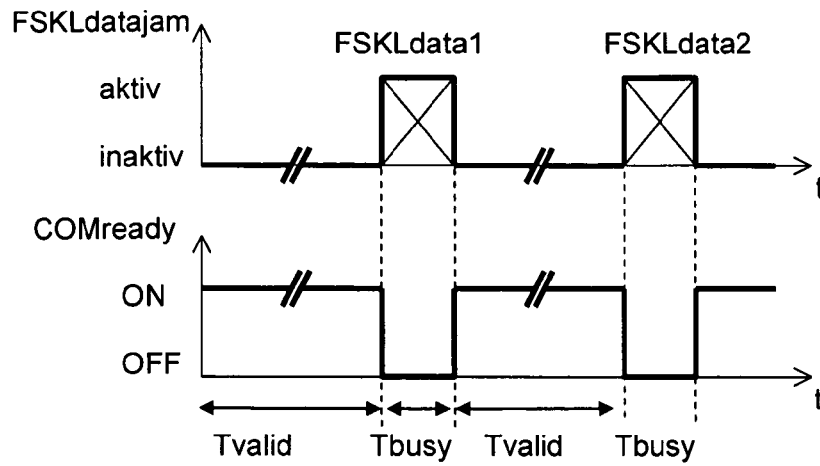 FSKLdatajam
FSKLdata1
FSKLdata2
aktiv
inaktiv
t
COMready
ON
OFF
t
Tvalid Tbusy Tvalid Tbusy